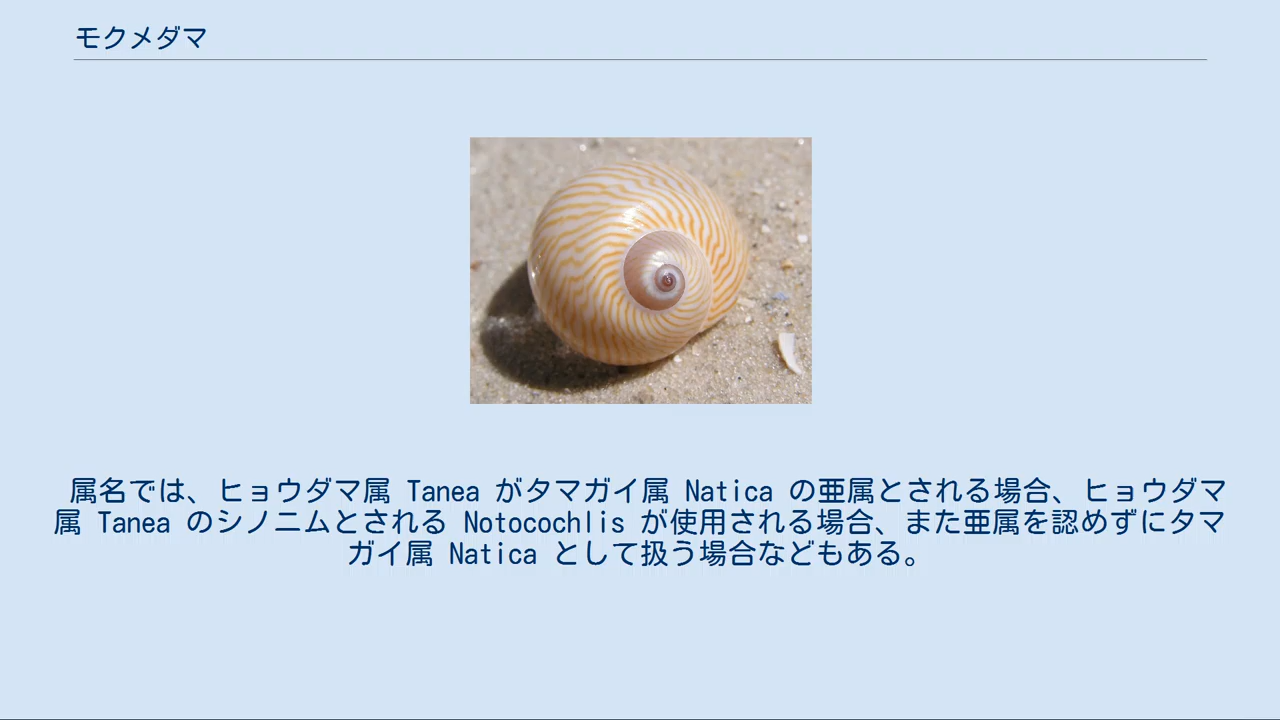 モクメダマ
属名では、ヒョウダマ属 Tanea がタマガイ属 Natica の亜属とされる場合、ヒョウダマ
属 Tanea のシノニムとされる Notocochlis が使用される場合、また亜属を認めずにタマ
ガイ属 Natica として扱う場合などもある。